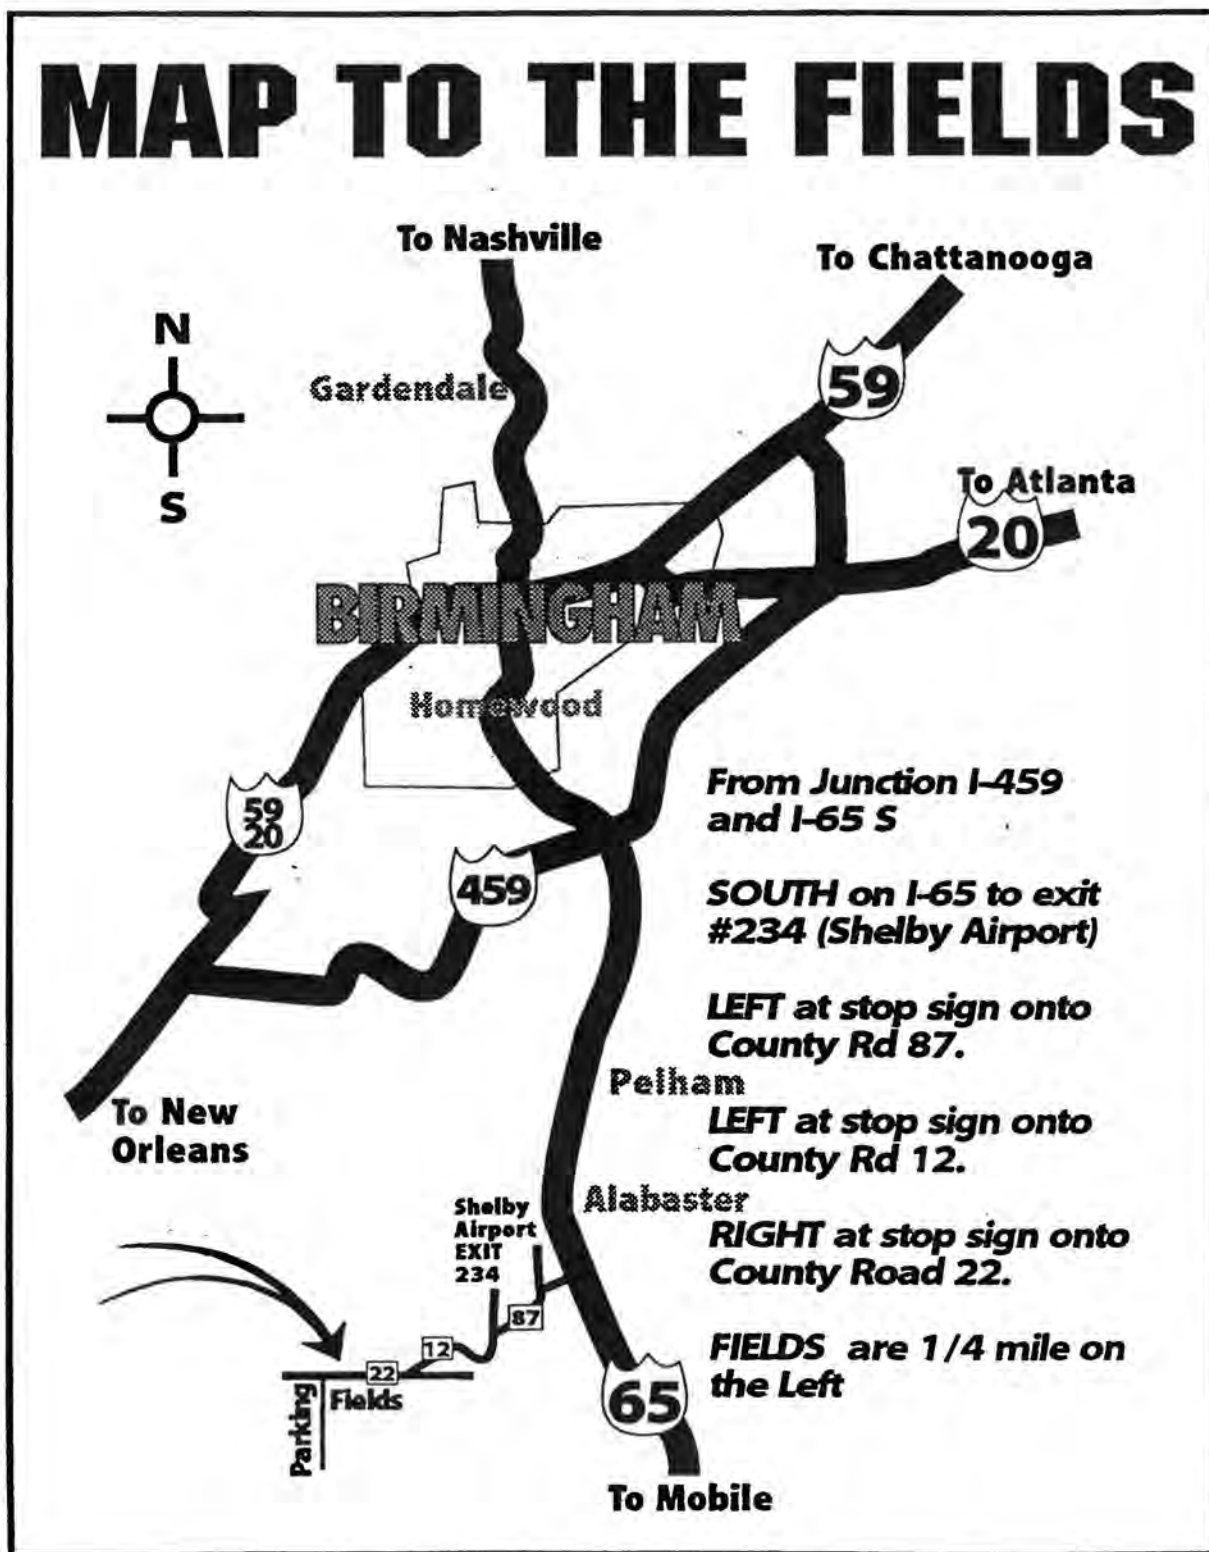 MAP TO THE FIELDS
To Nashville
To Chattanooga
N
Gardendale
59
S
To Atlanta
20
BIRMINGHAM
Homewood
From Junction I-459
and I-65 S
59
20
459
SOUTH on I-65 to exit
#234 (Shelby Airport)
LEFT at stop sign onto
County Rd 87.
Pelham
To New
Orleans
LEFT at stop sign onto
County Rd 12.
Alabaster
Shelby
Airport
EXIT
234
RIGHT at stop sign onto
County Road 22.
87
12
22
FIELDS are 1/4 mile on
the Left
Fields
Parking
65
To Mobile